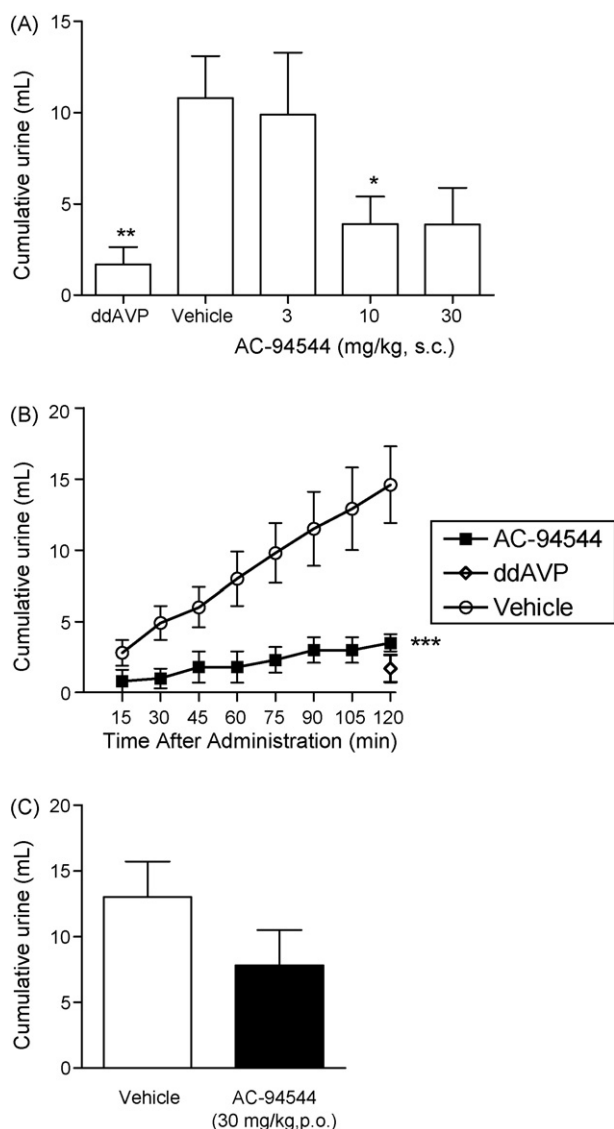 (A)
Cumulative urine (mL)
15
10
5
0
**
*
ddAVP Vehicle 3 10 30
AC-94544 (mg/kg, s.c.)
(B)
Cumulative urine (mL)
20
15
10
5
0
***
15 30 45 60 75 90 105 120
Time After Administration (min)
AC-94544
ddAVP
Vehicle
(C)
Cumulative urine (mL)
20
15
10
5
0
Vehicle AC-94544
(30 mg/kg,p.o.)